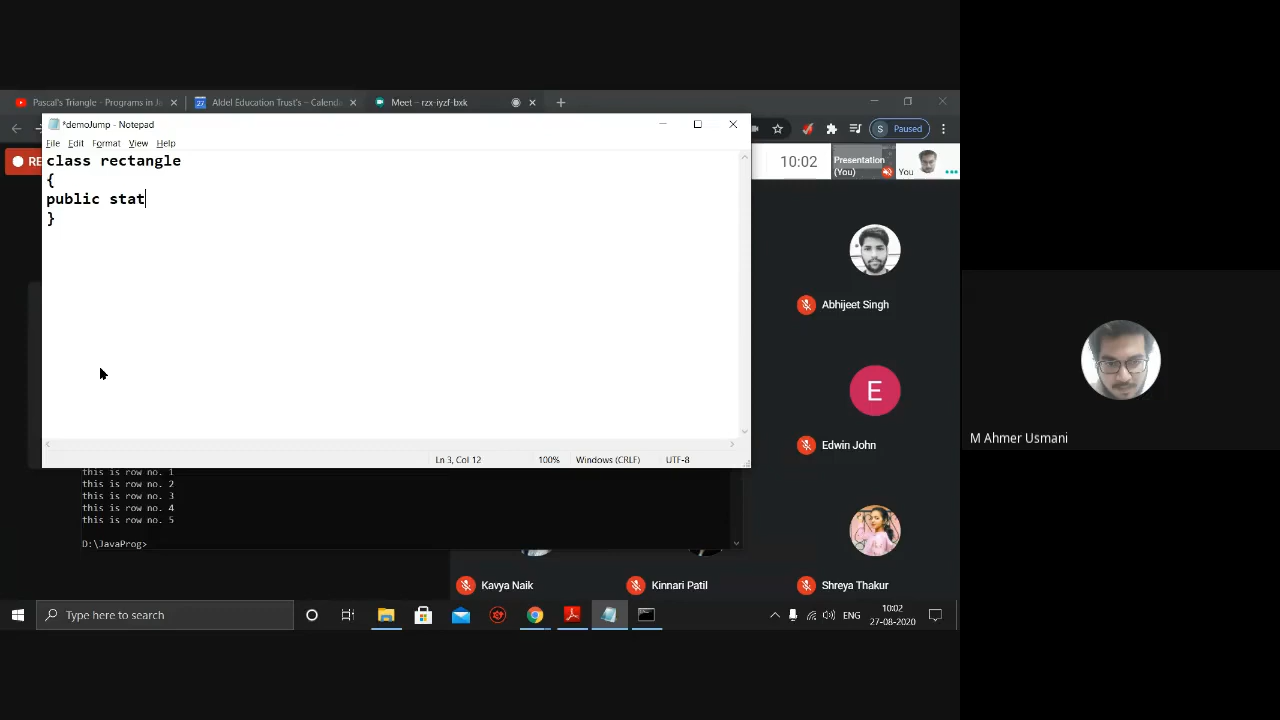 Pascal's Triangle - Programs in J
Aldel Education Trust's – Calenda
Meet – rzx-iyzf-bxk
*demoJump - Notepad
S Paused
File Edit Format View Help
class rectangle
{
public stat
}
RE
10:02
Presentation
(You)
You
Abhijeet Singh
E
Edwin John
M Ahmer Usmani
Ln 3, Col 12
100%
Windows (CRLF)
UTF-8
this is row no. 1
this is row no. 2
this is row no. 3
this is row no. 4
this is row no. 5
D:\JavaProg>
Kavya Naik
Kinnari Patil
Shreya Thakur
Type here to search
ENG
10:02
27-08-2020